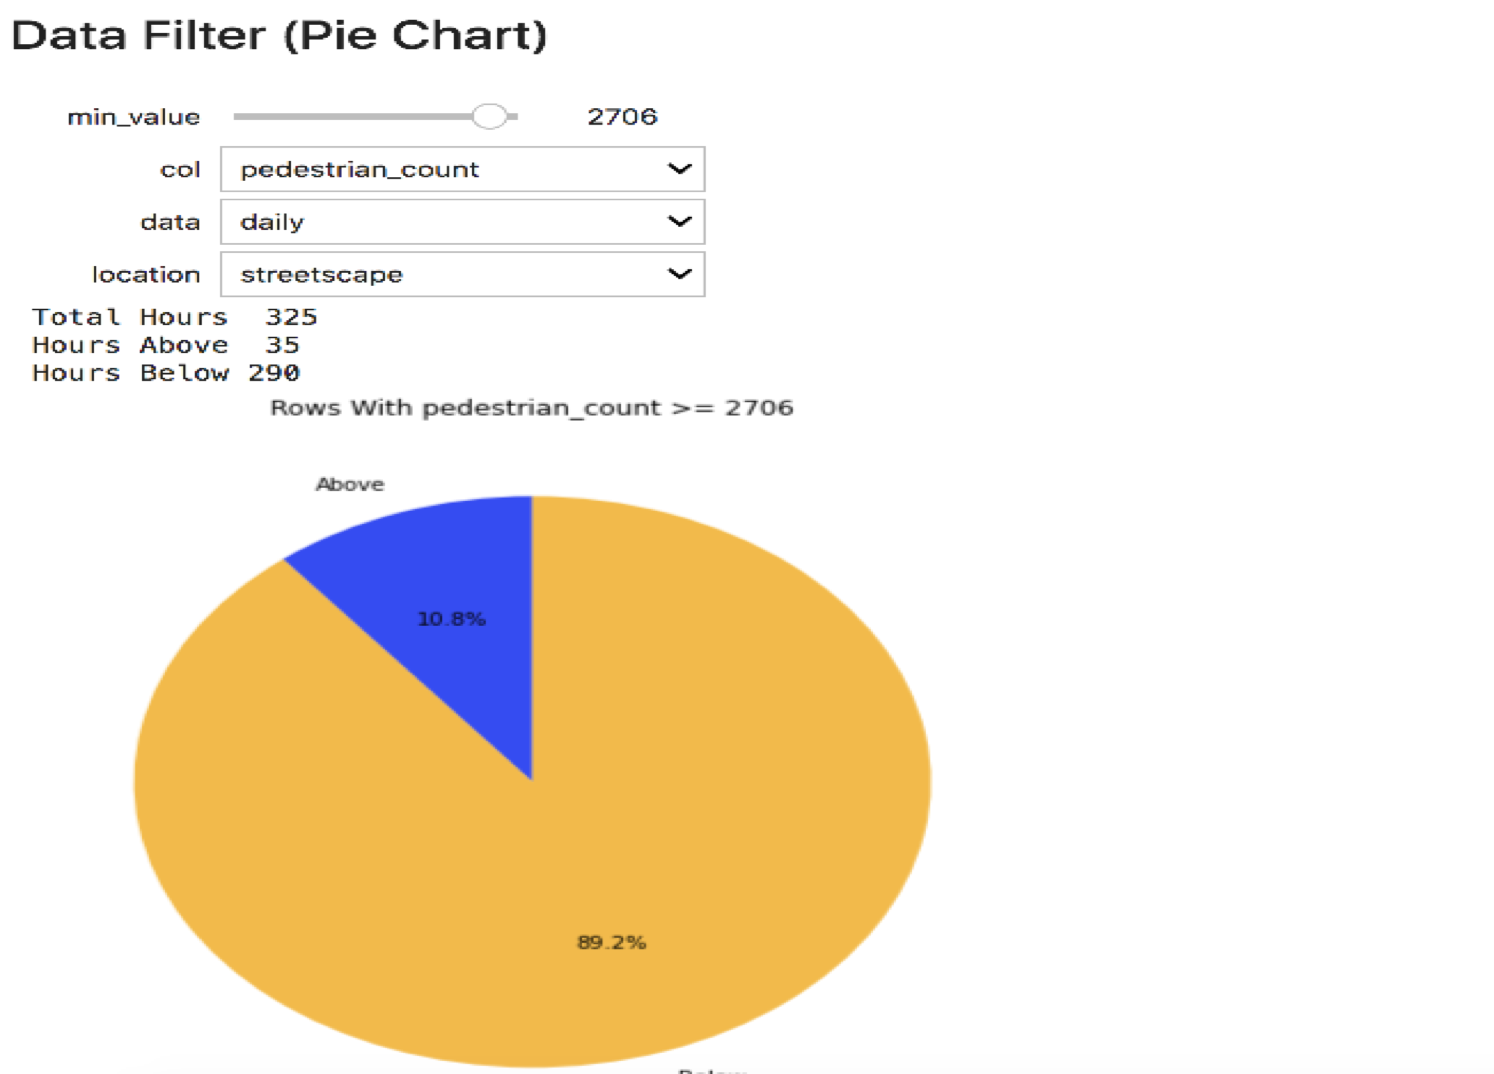 Data Filter (Pie Chart)
min_value 2706
col pedestrian_count
data daily
location streetscape
Total Hours 325
Hours Above 35
Hours Below 290
Rows With pedestrian_count >= 2706
Above
10.8%
89.2%